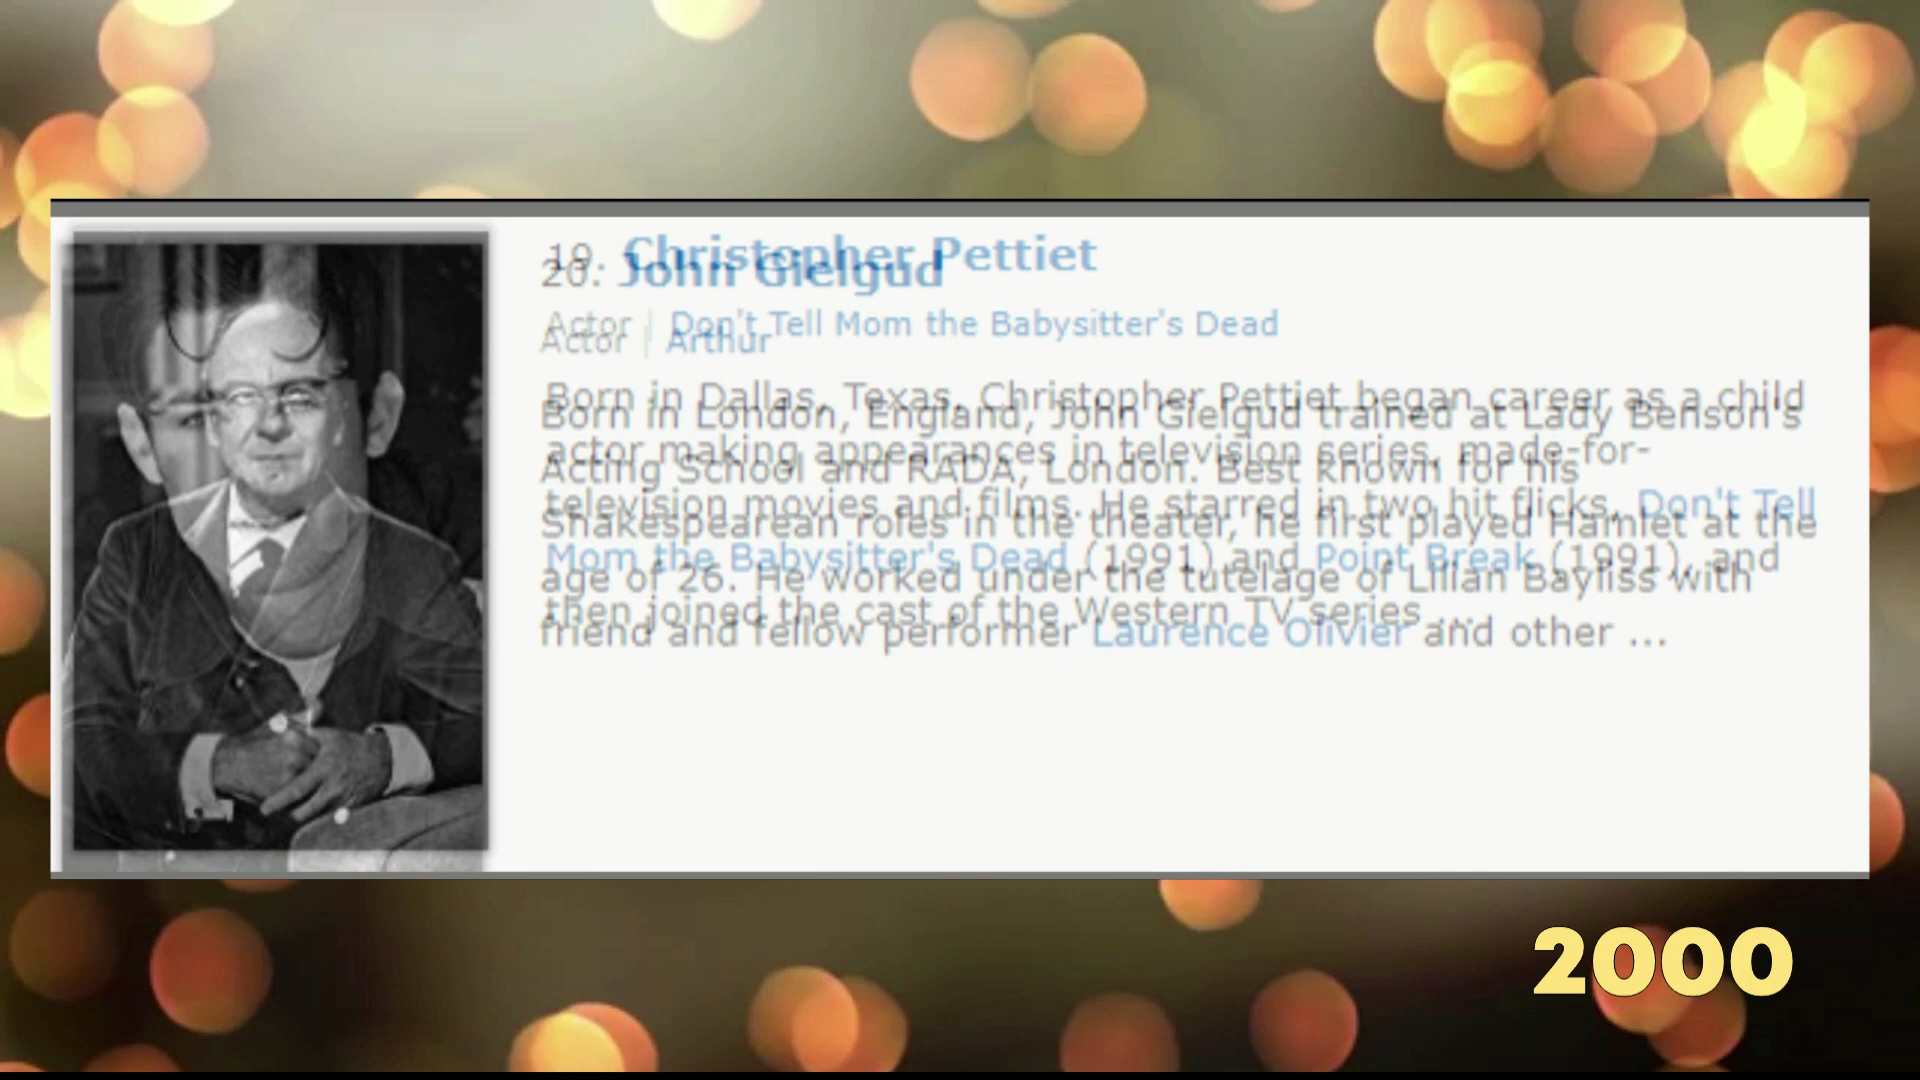 19. Christopher Pettiet
Actor | Don't Tell Mom the Babysitter's Dead
Born in Dallas, Texas, Christopher Pettiet began career as a child
actor making appearances in television series, made-for-
television movies and films. He starred in two hit flicks, Don't Tell
Mom the Babysitter's Dead (1991) and Point Break (1991), and
then joined the cast of the Western TV series ...
20. John Gielgud
Actor | Arthur
Born in London, England, John Gielgud trained at Lady Benson's
Acting School and RADA, London. Best known for his
Shakespearean roles in the theater, he first played Hamlet at the
age of 26. He worked under the tutelage of Lilian Bayliss with
friend and fellow performer Laurence Olivier and other ...
2000